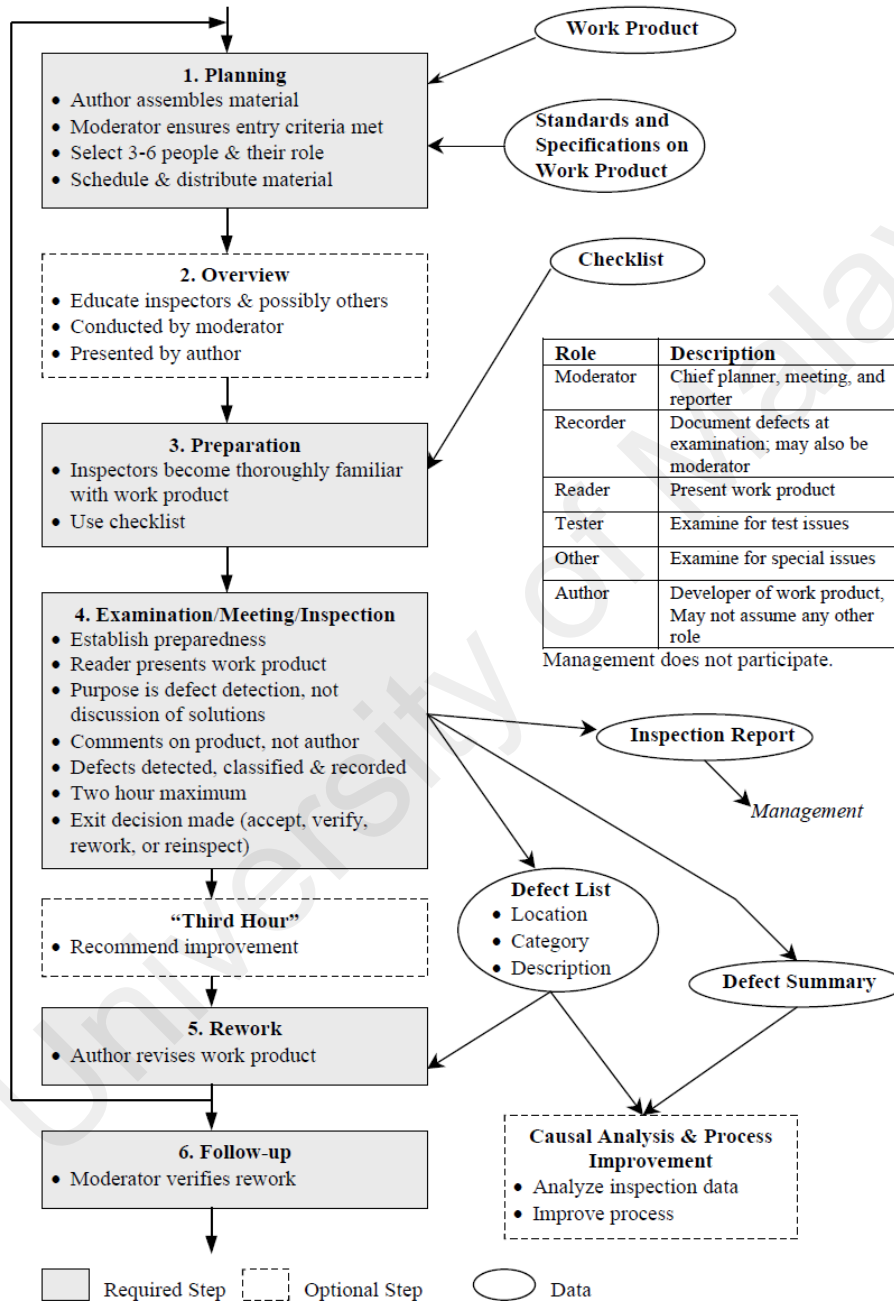 Work Product
1. Planning
• Author assembles material
• Moderator ensures entry criteria met
• Select 3-6 people & their role
• Schedule & distribute material
Standards and
Specifications on
Work Product
2. Overview
• Educate inspectors & possibly others
• Conducted by moderator
• Presented by author
Checklist
3. Preparation
• Inspectors become thoroughly familiar
with work product
• Use checklist
Role Description
Moderator Chief planner, meeting, and
reporter
Recorder Document defects at
examination; may also be
moderator
Reader Present work product
Tester Examine for test issues
Other Examine for special issues
Author Developer of work product,
May not assume any other
role
Management does not participate.
4. Examination/Meeting/Inspection
• Establish preparedness
• Reader presents work product
• Purpose is defect detection, not
discussion of solutions
• Comments on product, not author
• Defects detected, classified & recorded
• Two hour maximum
• Exit decision made (accept, verify,
rework, or reinspect)
Inspection Report
Management
"Third Hour"
• Recommend improvement
Defect List
• Location
• Category
• Description
Defect Summary
5. Rework
• Author revises work product
6. Follow-up
• Moderator verifies rework
Causal Analysis & Process
Improvement
• Analyze inspection data
• Improve process
Required Step Optional Step Data
University of Malay